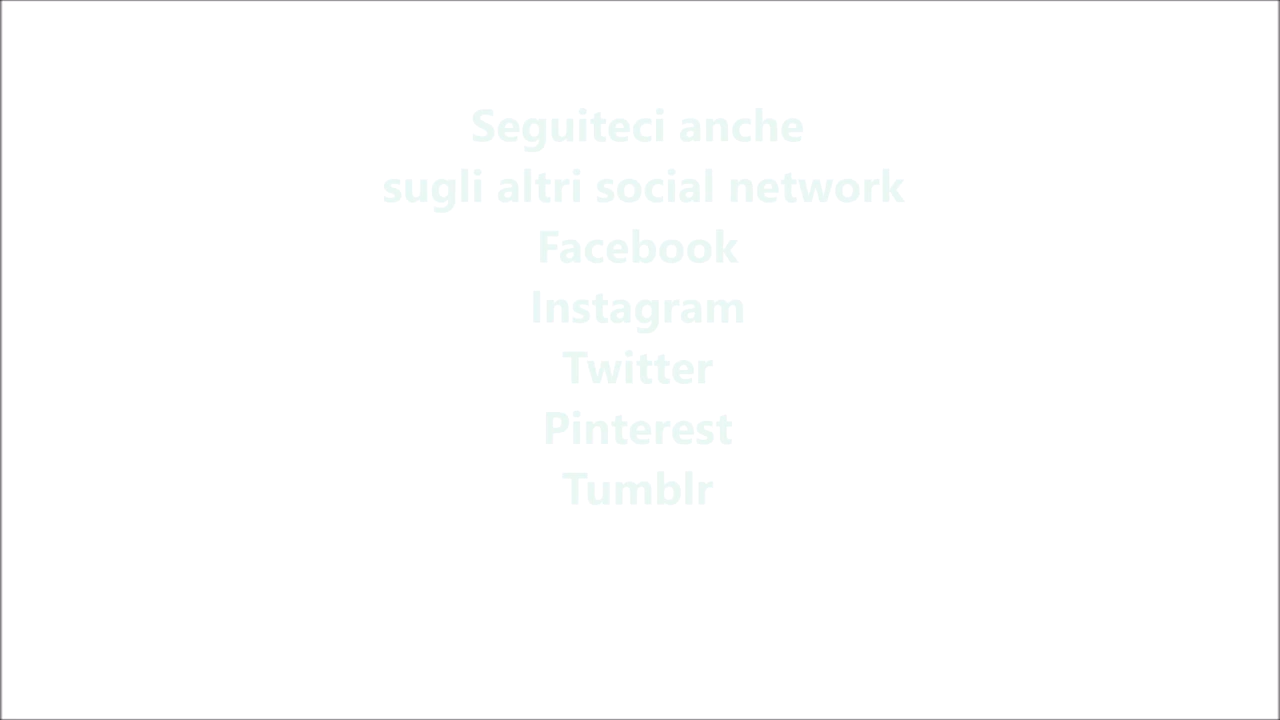 Seguiteci anche
sugli altri social network
Facebook
Instagram
Twitter
Pinterest
Tumblr